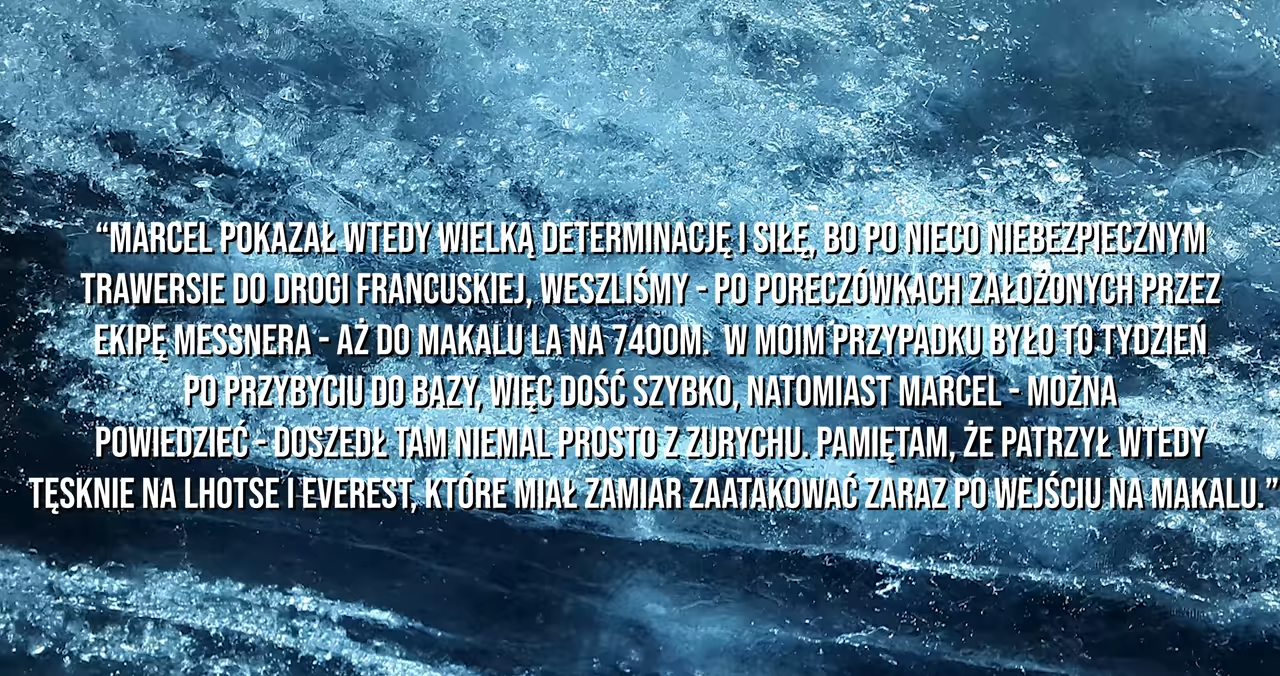 “MARCEL POKAZAŁ WTEDY WIELKĄ DETERMINACJĘ I SIŁĘ, BO PO NIECO NIEBEZPIECZNYM
TRAWERSIE DO DROGI FRANCUSKIEJ, WESZLIŚMY - PO PORECZÓWKACH ZAŁOŻONYCH PRZEZ
EKIPĘ MESSNERA - AŻ DO MAKALU LA NA 7400M. W MOIM PRZYPADKU BYŁO TO TYDZIEŃ
PO PRZYBYCIU DO BAZY, WIĘC DOŚĆ SZYBKO, NATOMIAST MARCEL - MOŻNA
POWIEDZIEĆ - DOSZEDŁ TAM NIEMAL PROSTO Z ZURYCHU. PAMIĘTAM, ŻE PATRZYŁ WTEDY
TĘSKNIE NA LHOTSE I EVEREST, KTÓRE MIAŁ ZAMIAR ZAATAKOWAĆ ZARAZ PO WEJŚCIU NA MAKALU.”